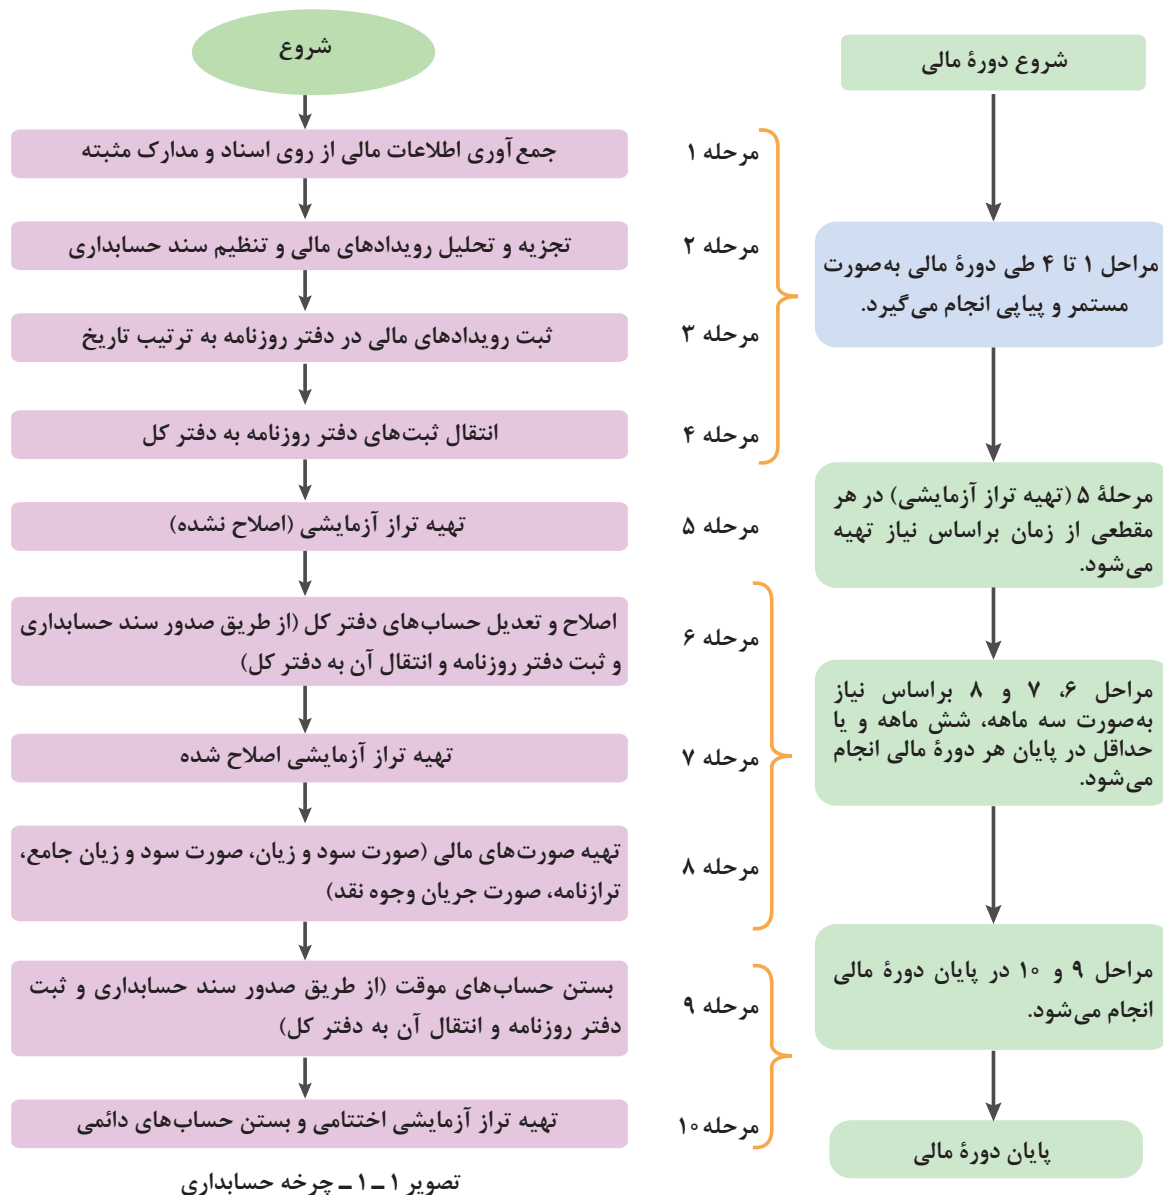 شروع دورۀ مالی
مراحل ۱ تا ۴ طی دورۀ مالی به‌صورت
مستمر و پیاپی انجام می‌گیرد.
مرحلۀ ۵ (تهیه تراز آزمایشی) در هر
مقطعی از زمان براساس نیاز تهیه
می‌شود.
مراحل ۶، ۷ و ۸ براساس نیاز
به‌صورت سه ماهه، شش ماهه و یا
حداقل در پایان هر دورۀ مالی انجام
می‌شود.
مراحل ۹ و ۱۰ در پایان دورۀ مالی
انجام می‌شود.
پایان دورۀ مالی
شروع
مرحله ۱
جمع‌آوری اطلاعات مالی از روی اسناد و مدارک مثبته
مرحله ۲
تجزیه و تحلیل رویدادهای مالی و تنظیم سند حسابداری
مرحله ۳
ثبت رویدادهای مالی در دفتر روزنامه به ترتیب تاریخ
مرحله ۴
انتقال ثبت‌های دفتر روزنامه به دفتر کل
مرحله ۵
تهیه تراز آزمایشی (اصلاح نشده)
مرحله ۶
اصلاح و تعدیل حساب‌های دفتر کل (از طریق صدور سند حسابداری
و ثبت دفتر روزنامه و انتقال آن به دفتر کل)
مرحله ۷
تهیه تراز آزمایشی اصلاح شده
مرحله ۸
تهیه صورت‌های مالی (صورت سود و زیان، صورت سود و زیان جامع،
ترازنامه، صورت جریان وجوه نقد)
مرحله ۹
بستن حساب‌های موقت (از طریق صدور سند حسابداری و ثبت
دفتر روزنامه و انتقال آن به دفتر کل)
مرحله ۱۰
تهیه تراز آزمایشی اختتامی و بستن حساب‌های دائمی
تصویر ۱ ـ ۱ ـ چرخه حسابداری